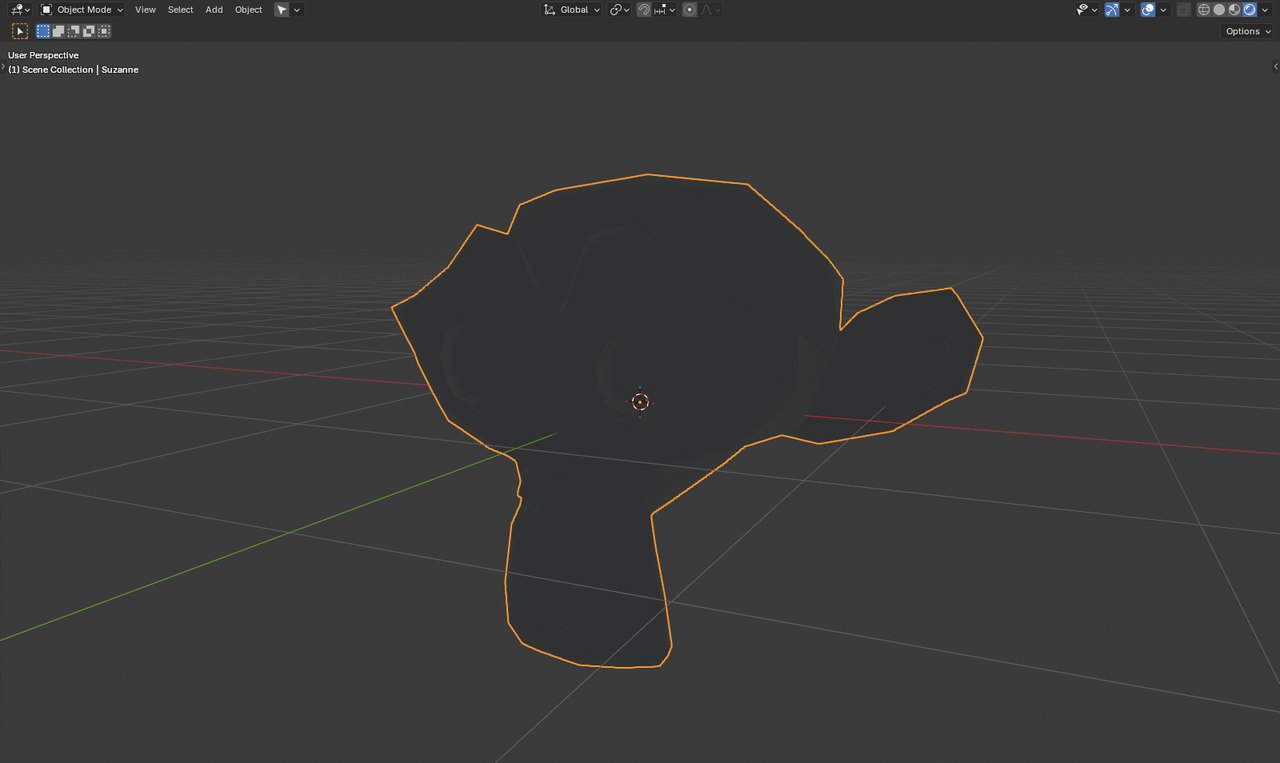 Object Mode View Select Add Object Global
Options
User Perspective
(1) Scene Collection | Suzanne